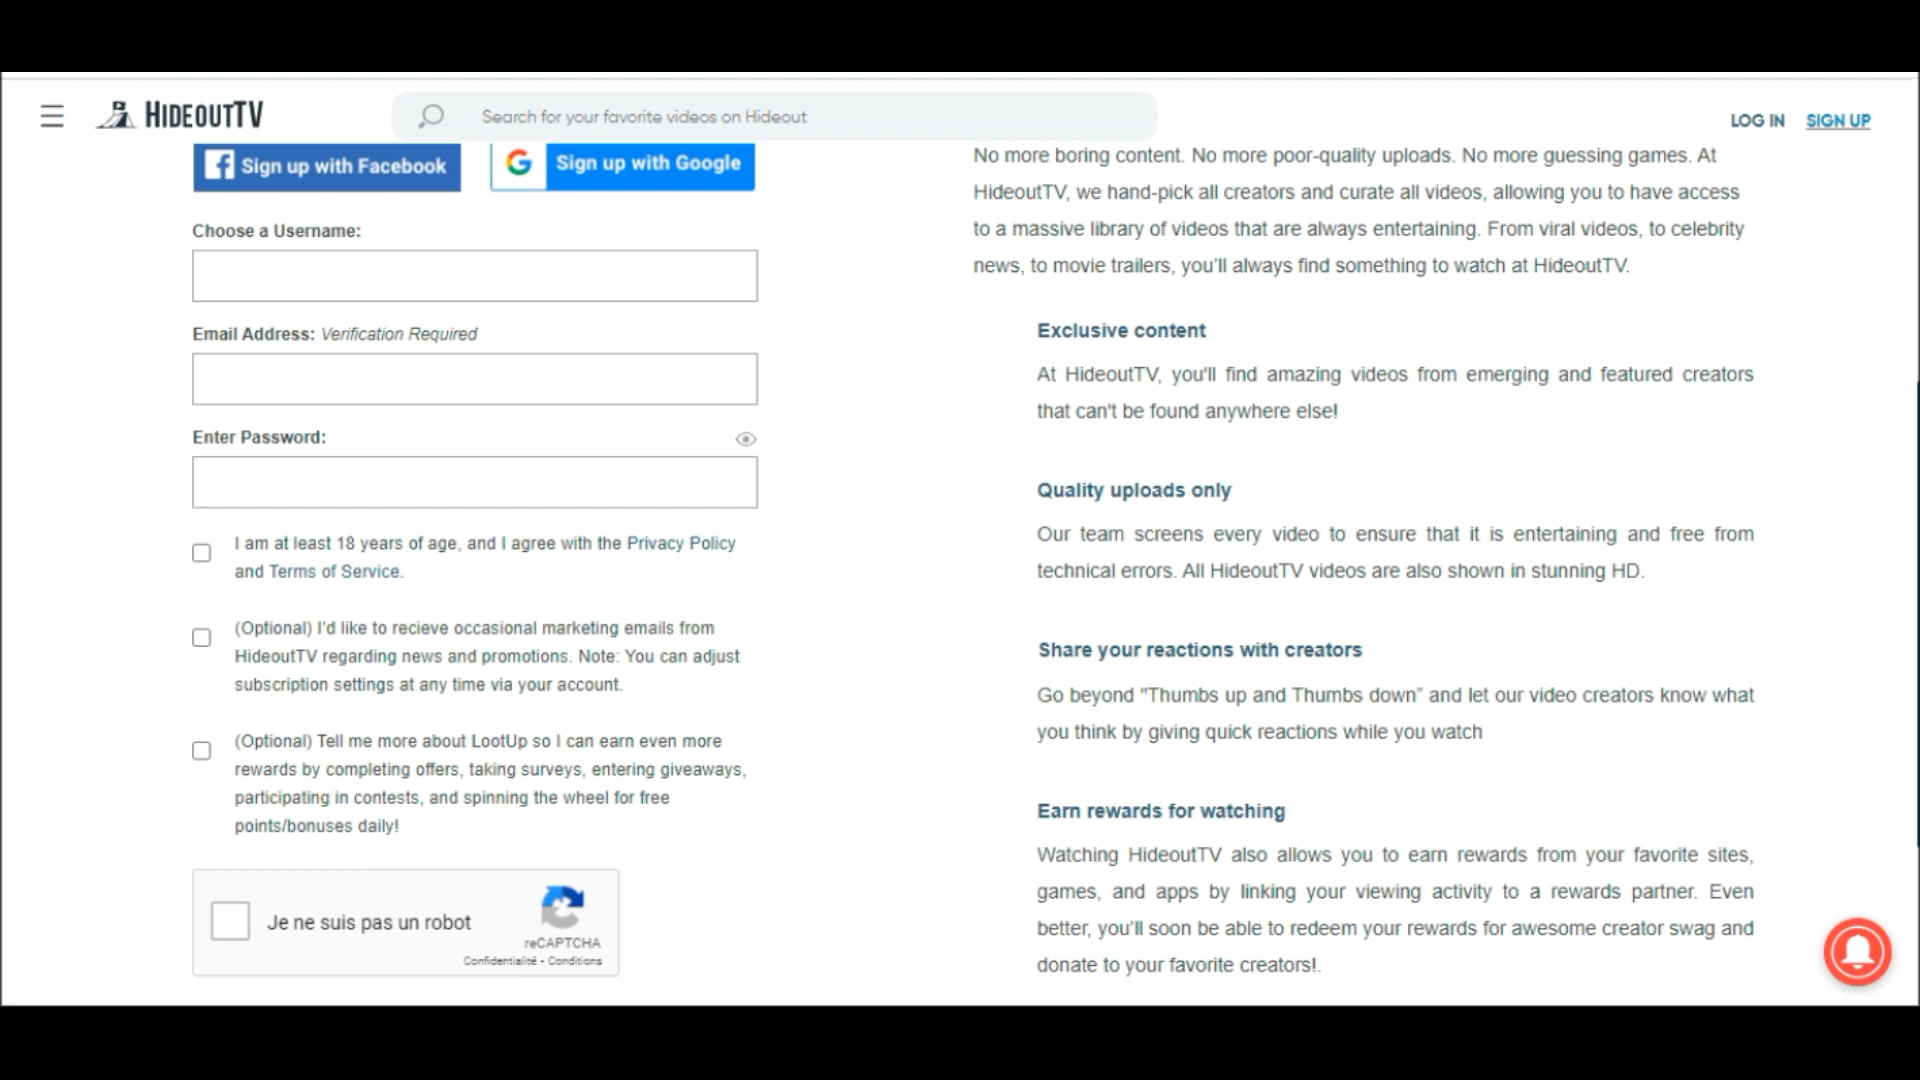 HIDEOUTTV
Search for your favorite videos on Hideout
LOG IN
SIGN UP
Sign up with Facebook
Sign up with Google
Choose a Username:
Email Address: Verification Required
Enter Password:
I am at least 18 years of age, and I agree with the Privacy Policy
and Terms of Service.
(Optional) I'd like to recieve occasional marketing emails from
HideoutTV regarding news and promotions. Note: You can adjust
subscription settings at any time via your account.
(Optional) Tell me more about LootUp so I can earn even more
rewards by completing offers, taking surveys, entering giveaways,
participating in contests, and spinning the wheel for free
points/bonuses daily!
Je ne suis pas un robot
reCAPTCHA
Confidentialité - Conditions
No more boring content. No more poor-quality uploads. No more guessing games. At
HideoutTV, we hand-pick all creators and curate all videos, allowing you to have access
to a massive library of videos that are always entertaining. From viral videos, to celebrity
news, to movie trailers, you'll always find something to watch at HideoutTV.
Exclusive content
At HideoutTV, you'll find amazing videos from emerging and featured creators
that can't be found anywhere else!
Quality uploads only
Our team screens every video to ensure that it is entertaining and free from
technical errors. All HideoutTV videos are also shown in stunning HD.
Share your reactions with creators
Go beyond "Thumbs up and Thumbs down” and let our video creators know what
you think by giving quick reactions while you watch
Earn rewards for watching
Watching HideoutTV also allows you to earn rewards from your favorite sites,
games, and apps by linking your viewing activity to a rewards partner. Even
better, you'll soon be able to redeem your rewards for awesome creator swag and
donate to your favorite creators!.